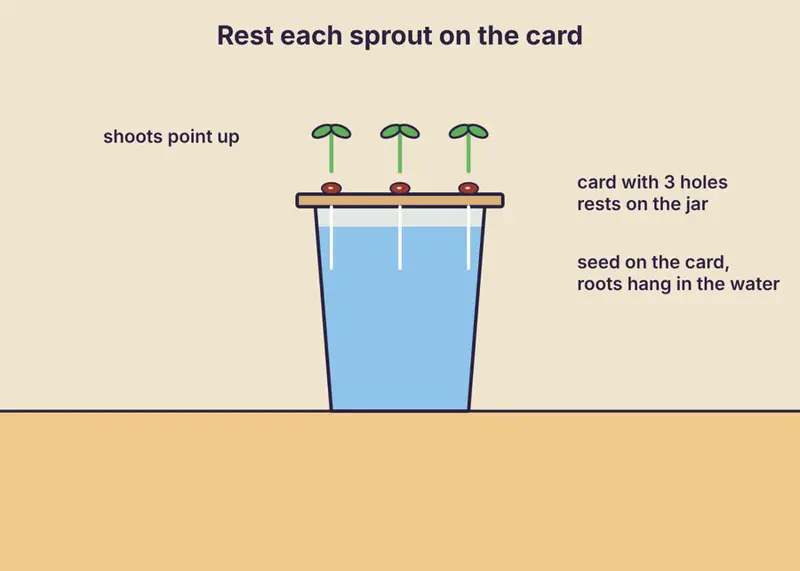 Rest each sprout on the card
shoots point up
card with 3 holes
rests on the jar
seed on the card,
roots hang in the water